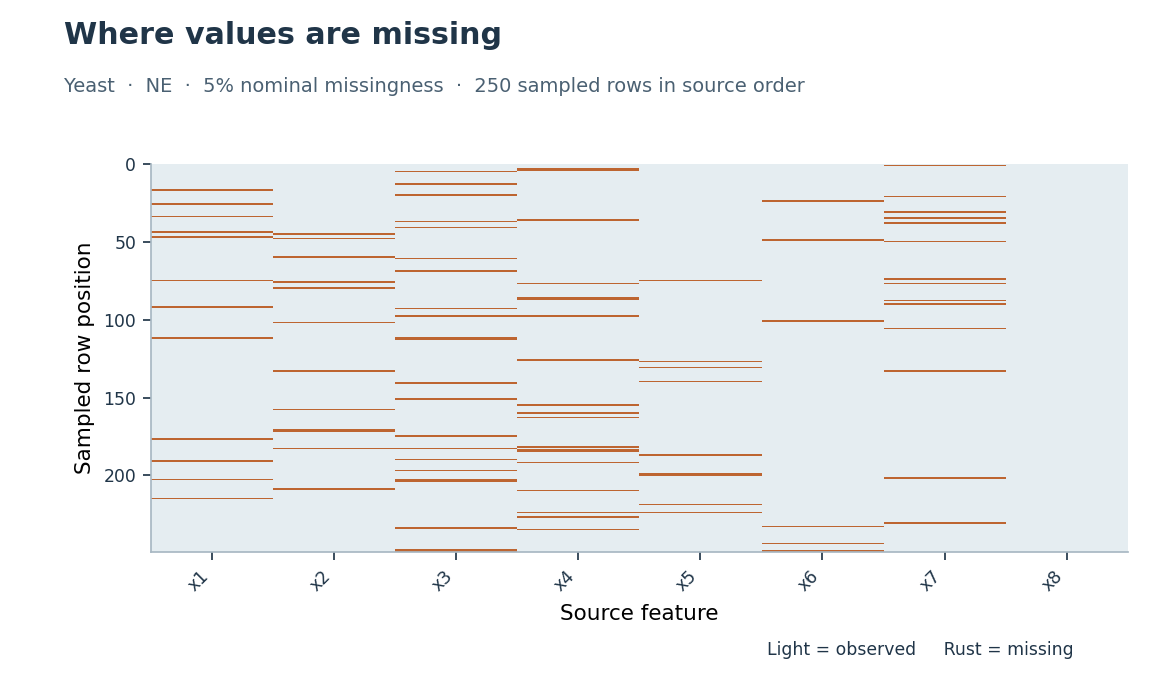 Where values are missing
Yeast · NE · 5% nominal missingness · 250 sampled rows in source order
0
50
100
150
200
Sampled row position
x1 x2 x3 x4 x5 x6 x7 x8
Source feature
Light = observed Rust = missing